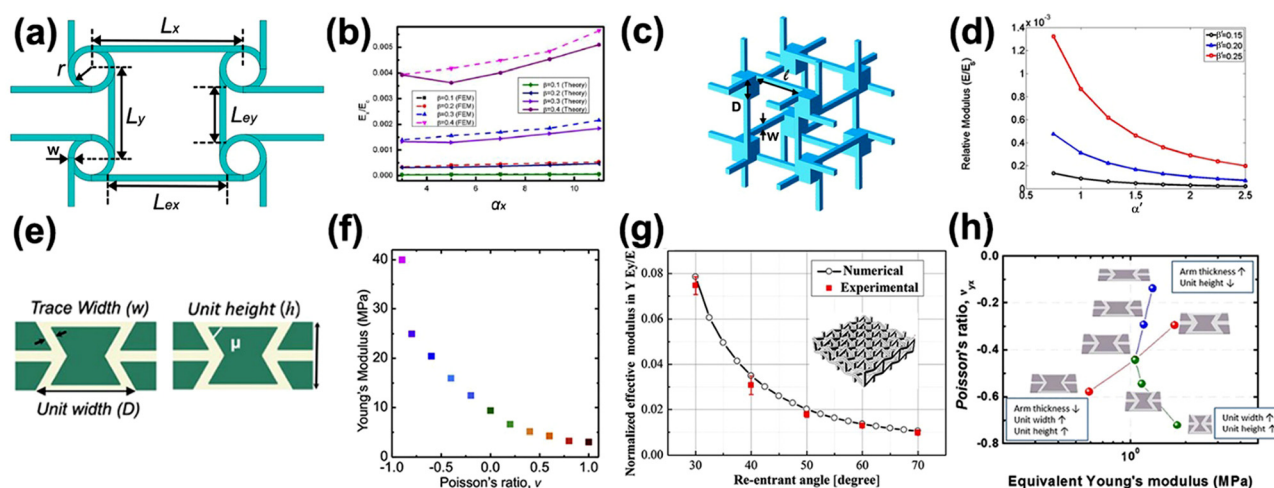 (a)
Lx
r
Ly
Ley
w
Lex
(b)
Ey/Ec
0.005
0.004
0.003
0.002
0.001
0.000
β=0.1 (FEM)
β=0.2 (FEM)
β=0.3 (FEM)
β=0.4 (FEM)
β=0.1 (Theory)
β=0.2 (Theory)
β=0.3 (Theory)
β=0.4 (Theory)
4 6 8 10
αx
(c)
ℓ
D
w
(d)
Relative Modulus (E/Eb)
1.4 x 10⁻³
1.2
1
0.8
0.6
0.4
0.2
0
β'=0.15
β'=0.20
β'=0.25
0.5 1 1.5 2 2.5
α'
(e)
Trace Width (w)
Unit width (D)
Unit height (h)
μ
(f)
Young's Modulus (MPa)
40
30
20
10
0
-1.0 -0.5 0.0 0.5 1.0
Poisson's ratio, v
(g)
Normalized effective modulus in Y Ey/E
0.08
0.06
0.04
0.02
0.00
Numerical
Experimental
30 40 50 60 70
Re-entrant angle [degree]
(h)
Poisson's ratio, νyx
-0.0
-0.2
-0.4
-0.6
-0.8
Arm thickness ↑
Unit height ↓
Arm thickness ↓
Unit width ↑
Unit height ↑
Unit width ↑
Unit height ↑
10⁰
Equivalent Young's modulus (MPa)